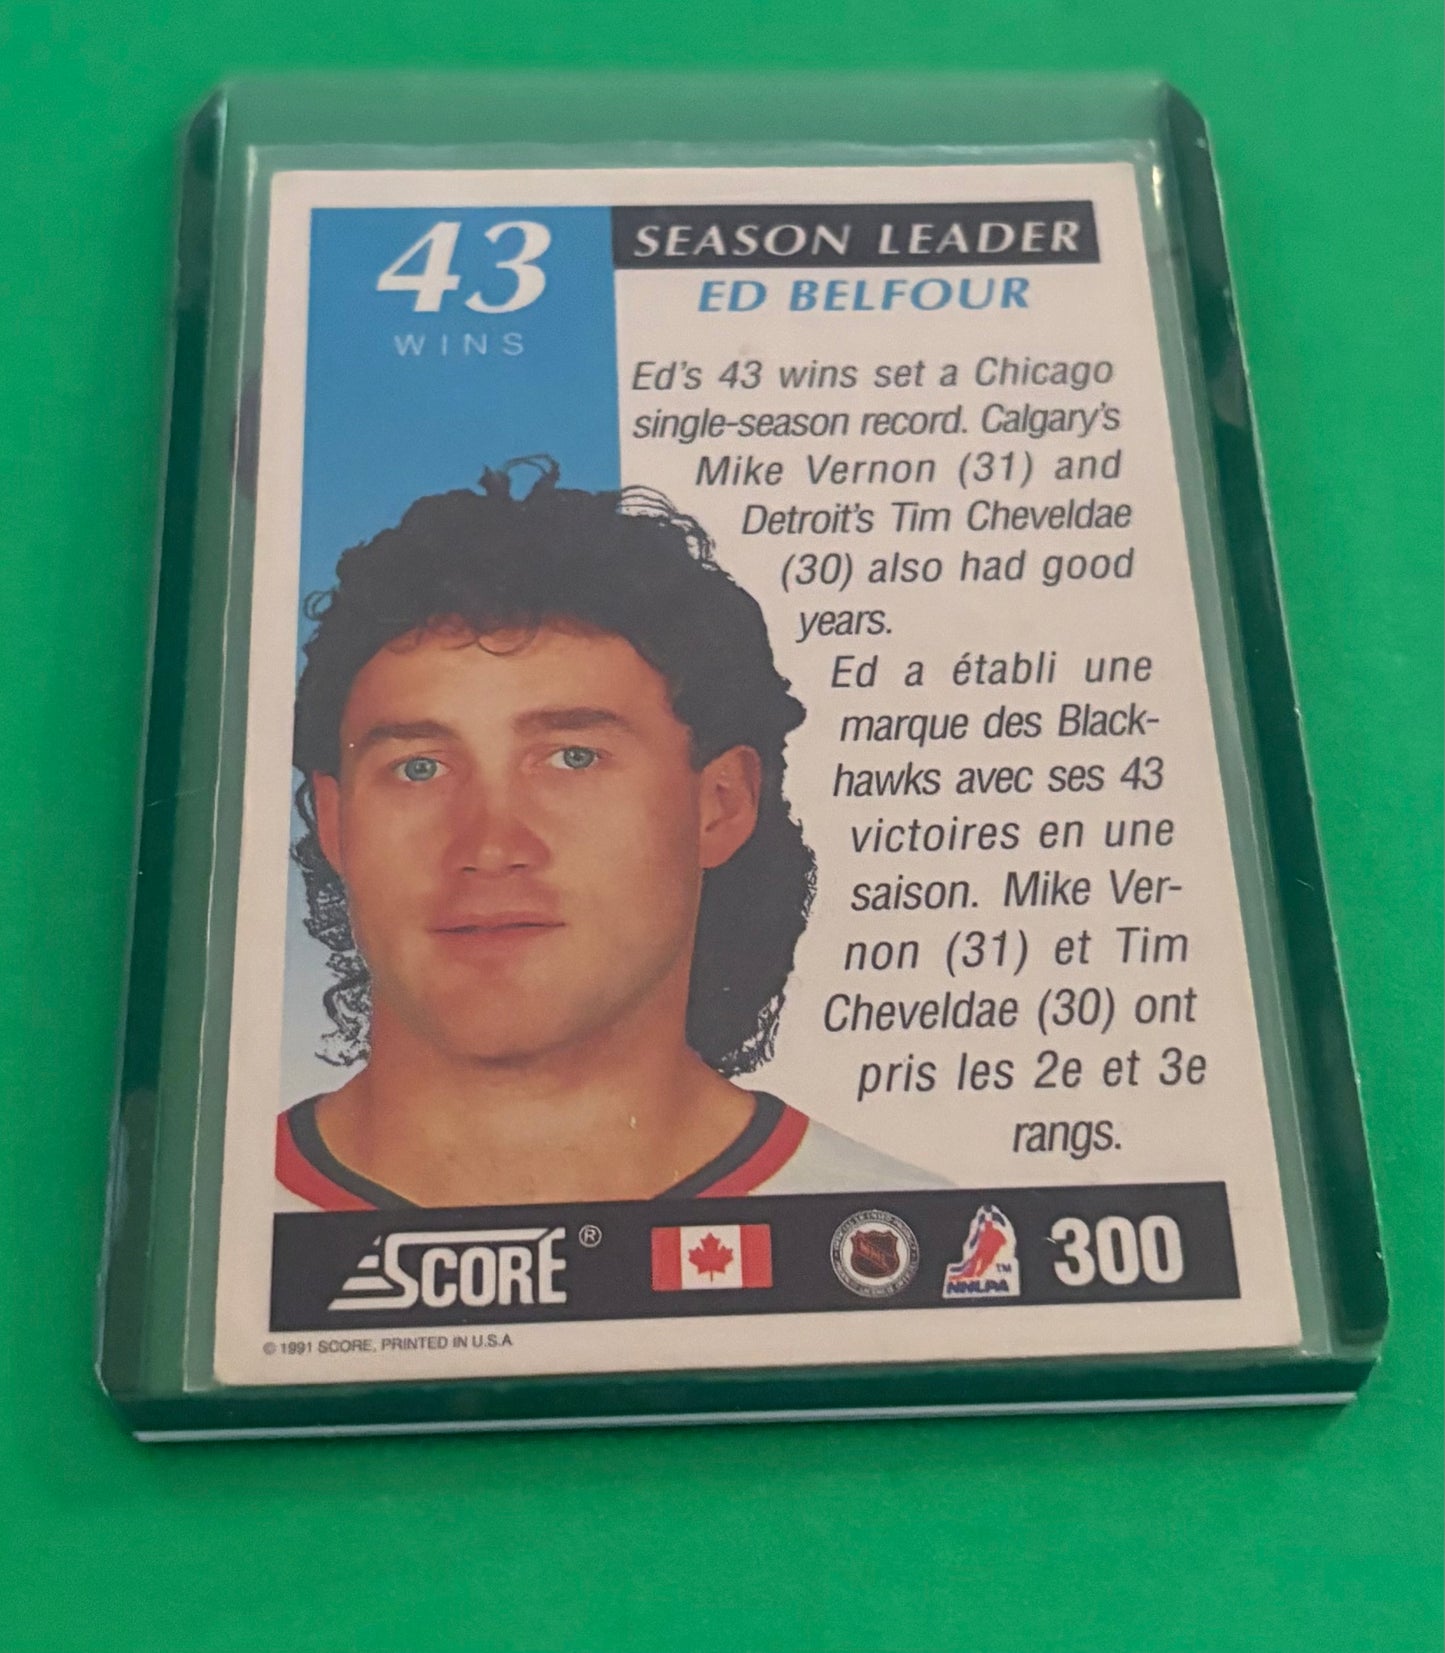 43
WINS
SEASON LEADER
ED BELFOUR
Ed's 43 wins set a Chicago
single-season record. Calgary's
Mike Vernon (31) and
Detroit's Tim Cheveldae
(30) also had good
years.
Ed a établi une
marque des Black-
hawks avec ses 43
victoires en une
saison. Mike Ver-
non (31) et Tim
Cheveldae (30) ont
pris les 2e et 3e
rangs.
SCORE ®
NHLPA TM
300
© 1991 SCORE, PRINTED IN U.S.A